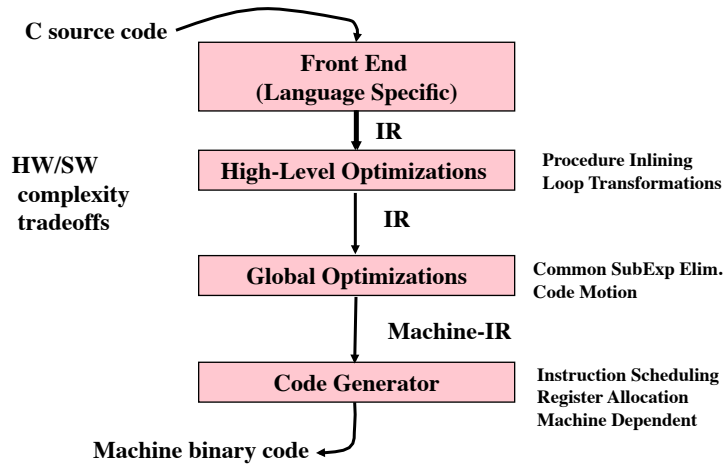 C source code
Front End
(Language Specific)
IR
HW/SW
complexity
tradeoffs
High-Level Optimizations
Procedure Inlining
Loop Transformations
IR
Global Optimizations
Common SubExp Elim.
Code Motion
Machine-IR
Code Generator
Instruction Scheduling
Register Allocation
Machine Dependent
Machine binary code